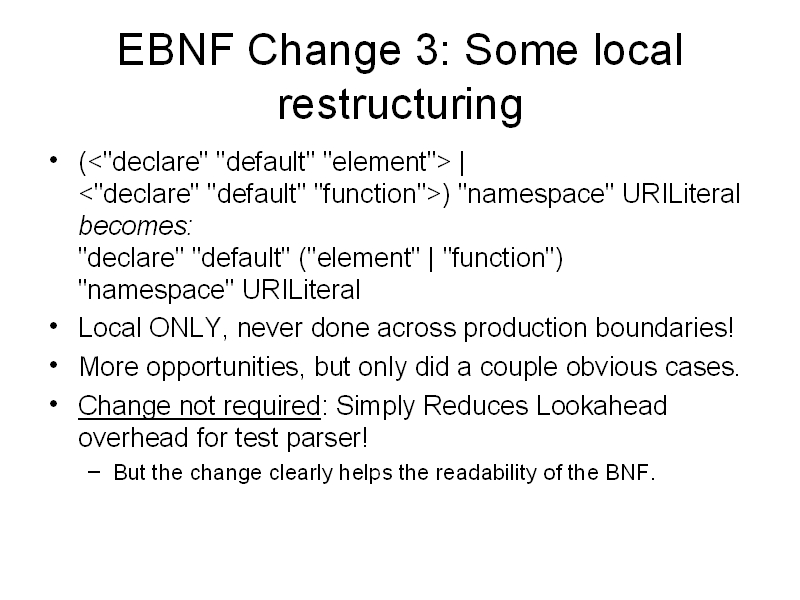 EBNF Change 3: Some local
restructuring
• (<"declare" "default" "element"> |
<"declare" "default" "function">) "namespace" URILiteral
becomes:
"declare" "default" ("element" | "function")
"namespace" URILiteral
• Local ONLY, never done across production boundaries!
• More opportunities, but only did a couple obvious cases.
• Change not required: Simply Reduces Lookahead
overhead for test parser!
– But the change clearly helps the readability of the BNF.